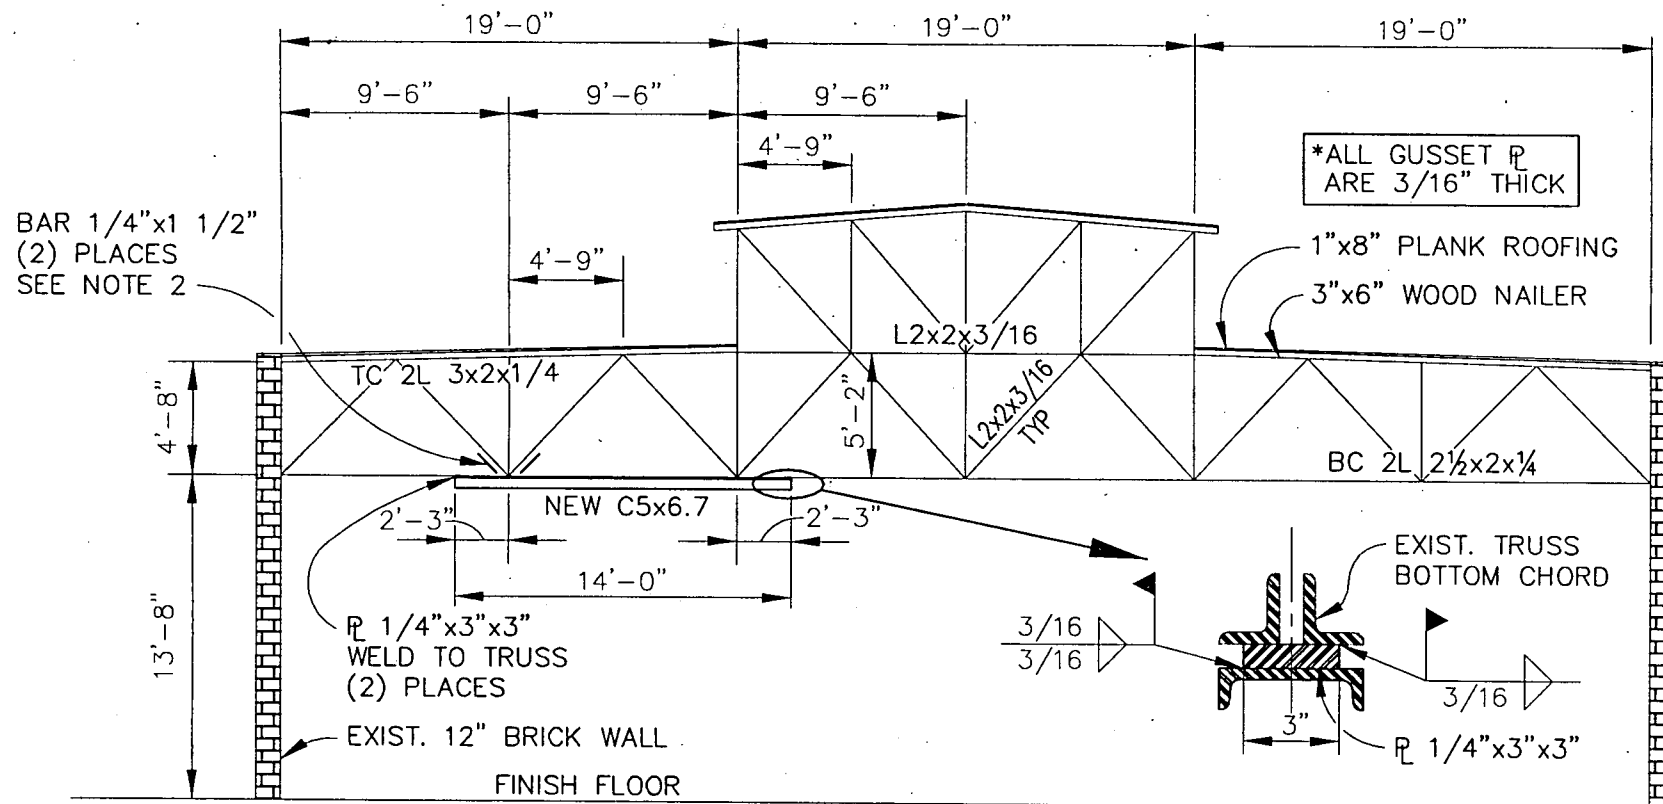 19'-0"
19'-0"
19'-0"
9'-6"
9'-6"
9'-6"
4'-9"
*ALL GUSSET ⅊
ARE 3/16" THICK
BAR 1/4"x1 1/2"
(2) PLACES
SEE NOTE 2
4'-9"
1"x8" PLANK ROOFING
3"x6" WOOD NAILER
L2x2x3/16
TC 2L 3x2x1/4
4'-8"
5'-2"
L2x2x3/16
TYP
BC 2L 2½x2x¼
NEW C5x6.7
2'-3"
2'-3"
14'-0"
13'-8"
EXIST. TRUSS
BOTTOM CHORD
⅊ 1/4"x3"x3"
WELD TO TRUSS
(2) PLACES
3/16
3/16
3/16
3"
⅊ 1/4"x3"x3"
EXIST. 12" BRICK WALL
FINISH FLOOR